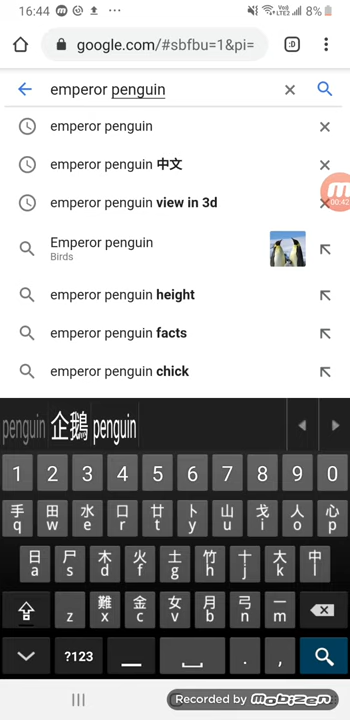 16:44 LTE2 8%
google.com/#sbfbu=1&pi= :D
emperor penguin
emperor penguin
emperor penguin 中文
emperor penguin view in 3d
00:42
Emperor penguin
Birds
emperor penguin height
emperor penguin facts
emperor penguin chick
penguin 企鵝 penguin
1 2 3 4 5 6 7 8 9 0
手 田 水 口 廿 卜 山 戈 人 心
q w e r t y u i o p
日 尸 木 火 土 竹 十 大 中
a s d f g h j k l
難 金 女 月 弓 一
z x c v b n m
?123 . ,
Recorded by mobizen